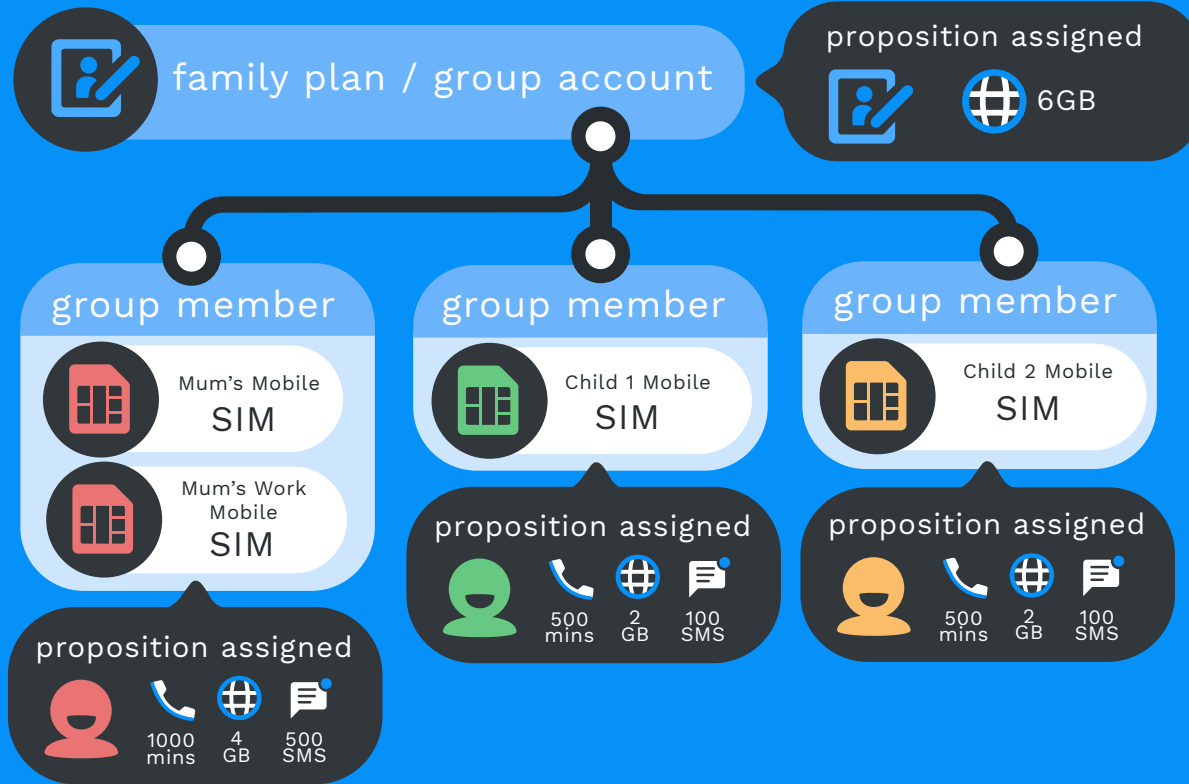 family plan / group account
proposition assigned
6GB
group member
Mum's Mobile
SIM
Mum's Work
Mobile
SIM
proposition assigned
1000
mins
4
GB
500
SMS
group member
Child 1 Mobile
SIM
proposition assigned
500
mins
2
GB
100
SMS
group member
Child 2 Mobile
SIM
proposition assigned
500
mins
2
GB
100
SMS